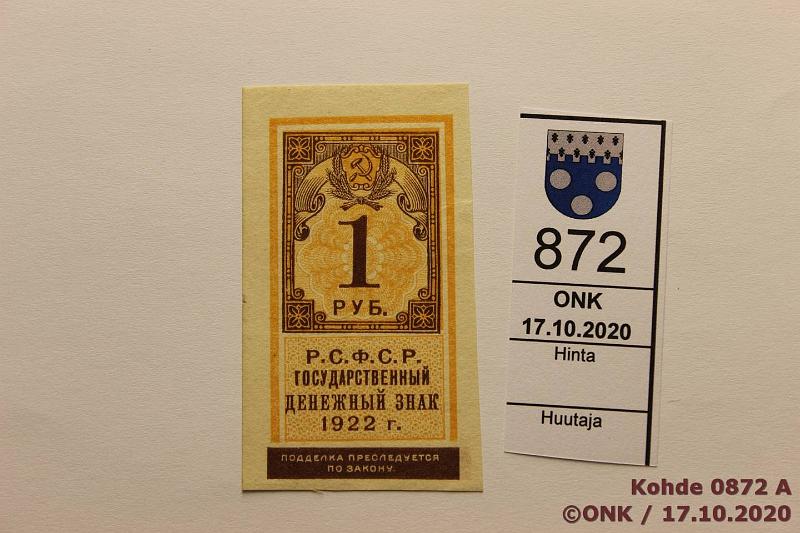 1
РУБ.
Р.С.Ф.С.Р.
ГОСУДАРСТВЕННЫЙ
ДЕНЕЖНЫЙ ЗНАК
1922 г.
ПОДДЕЛКА ПРЕСЛЕДУЕТСЯ
ПО ЗАКОНУ.
872
ONK
17.10.2020
Hinta
Huutaja
Kohde 0872 A
©ONK / 17.10.2020